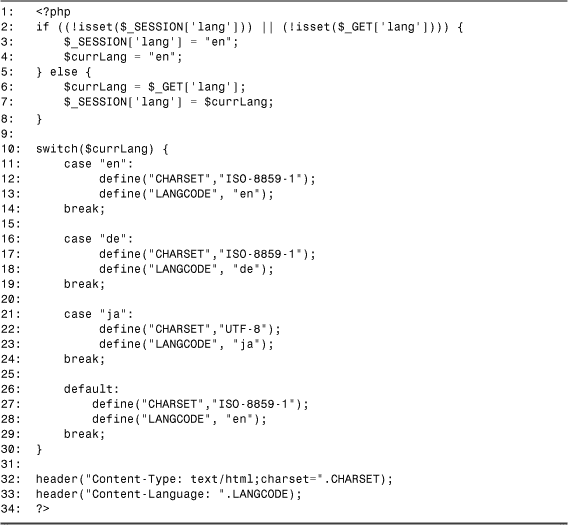 1: <?php
2: if ((!isset($_SESSION['lang'])) || (!isset($_GET['lang']))) {
3: $_SESSION['lang'] = "en";
4: $currLang = "en";
5: } else {
6: $currLang = $_GET['lang'];
7: $_SESSION['lang'] = $currLang;
8: }
9:
10: switch($currLang) {
11: case "en":
12: define("CHARSET","ISO-8859-1");
13: define("LANGCODE", "en");
14: break;
15:
16: case "de":
17: define("CHARSET","ISO-8859-1");
18: define("LANGCODE", "de");
19: break;
20:
21: case "ja":
22: define("CHARSET","UTF-8");
23: define("LANGCODE", "ja");
24: break;
25:
26: default:
27: define("CHARSET","ISO-8859-1");
28: define("LANGCODE", "en");
29: break;
30: }
31:
32: header("Content-Type: text/html;charset=".CHARSET);
33: header("Content-Language: ".LANGCODE);
34: ?>